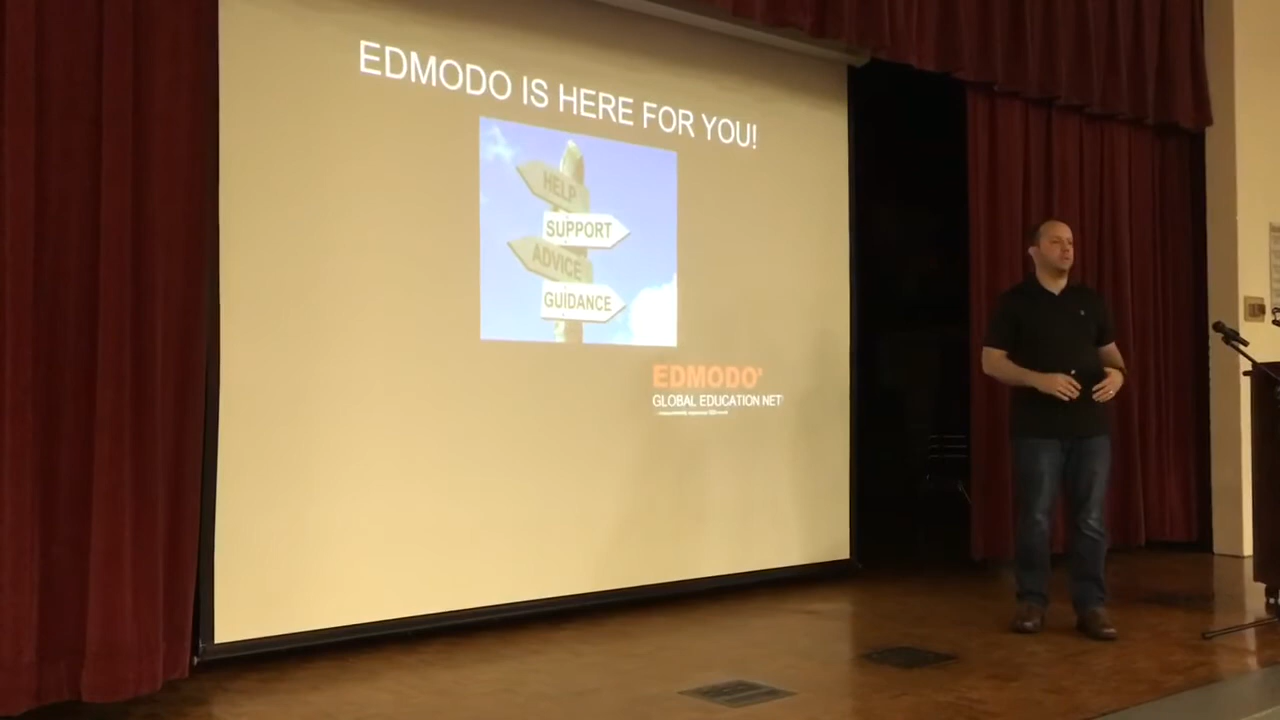 EDMODO IS HERE FOR YOU!
HELP
SUPPORT
ADVICE
GUIDANCE
EDMODO
GLOBAL EDUCATION NET